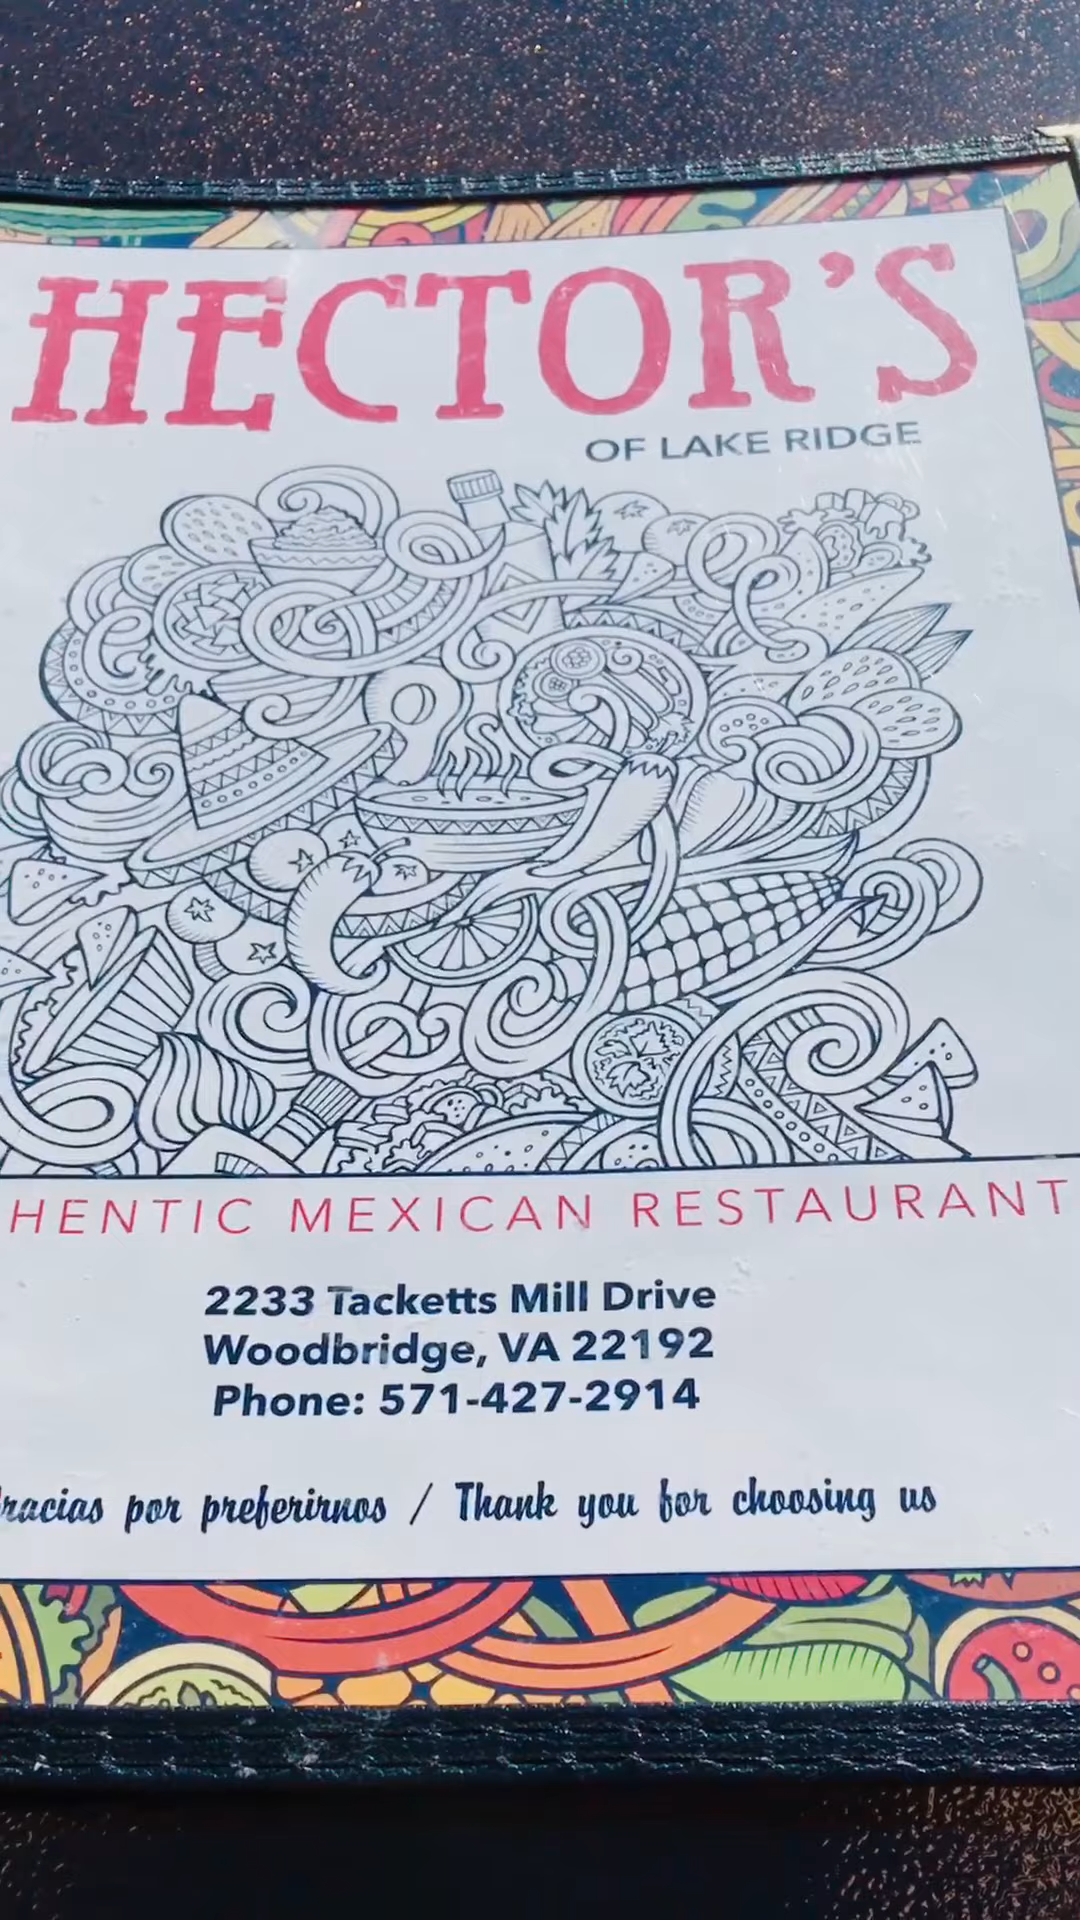 HECTOR'S
OF LAKE RIDGE
HENTIC MEXICAN RESTAURANT
2233 Tacketts Mill Drive
Woodbridge, VA 22192
Phone: 571-427-2914
Gracias por preferirnos / Thank you for choosing us